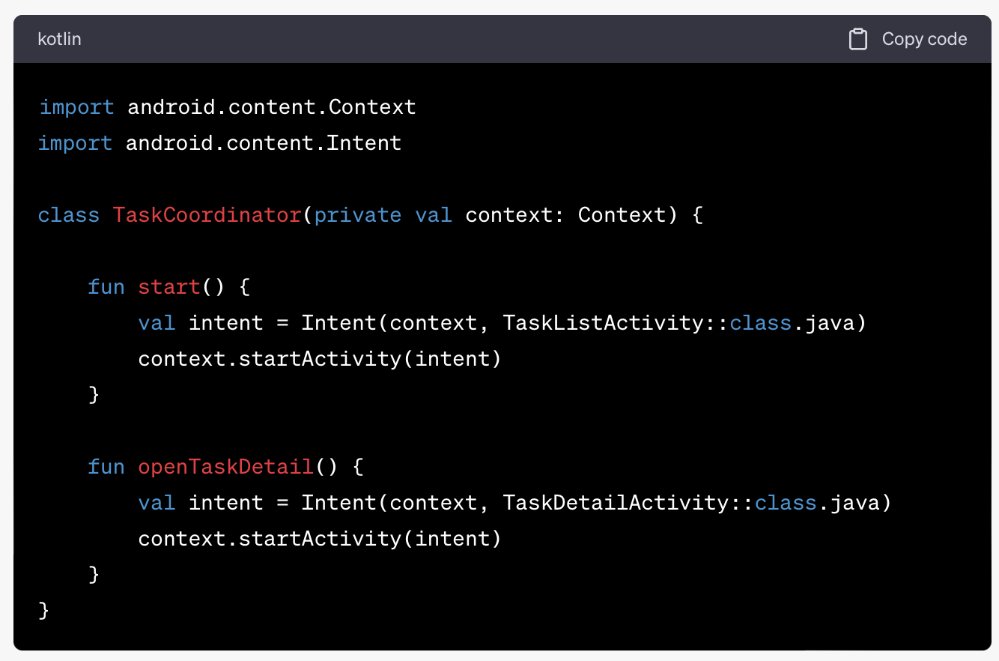 kotlin
Copy code
import android.content.Context
import android.content.Intent
class TaskCoordinator(private val context: Context) {
    fun start() {
        val intent = Intent(context, TaskListActivity::class.java)
        context.startActivity(intent)
    }
    fun openTaskDetail() {
        val intent = Intent(context, TaskDetailActivity::class.java)
        context.startActivity(intent)
    }
}